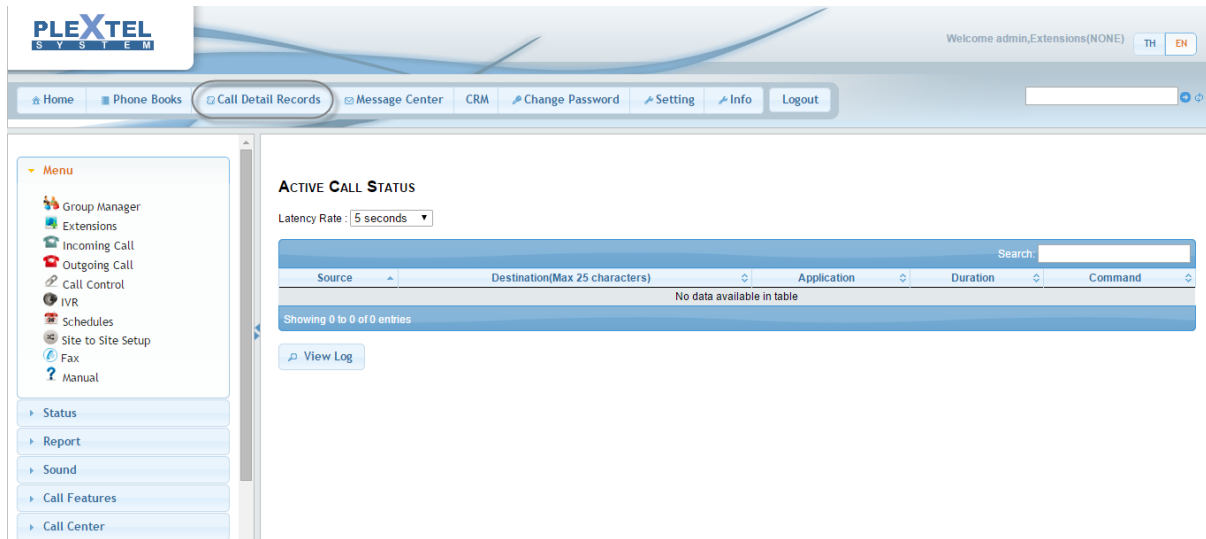 PLEXTEL
SYSTEM
Welcome admin,Extensions(NONE)
TH
EN
Home
Phone Books
Call Detail Records
Message Center
CRM
Change Password
Setting
Info
Logout
Menu
Group Manager
Extensions
Incoming Call
Outgoing Call
Call Control
IVR
Schedules
Site to Site Setup
Fax
Manual
Status
Report
Sound
Call Features
Call Center
ACTIVE CALL STATUS
Latency Rate : 5 seconds
Search:
Source
Destination(Max 25 characters)
Application
Duration
Command
No data available in table
Showing 0 to 0 of 0 entries
View Log